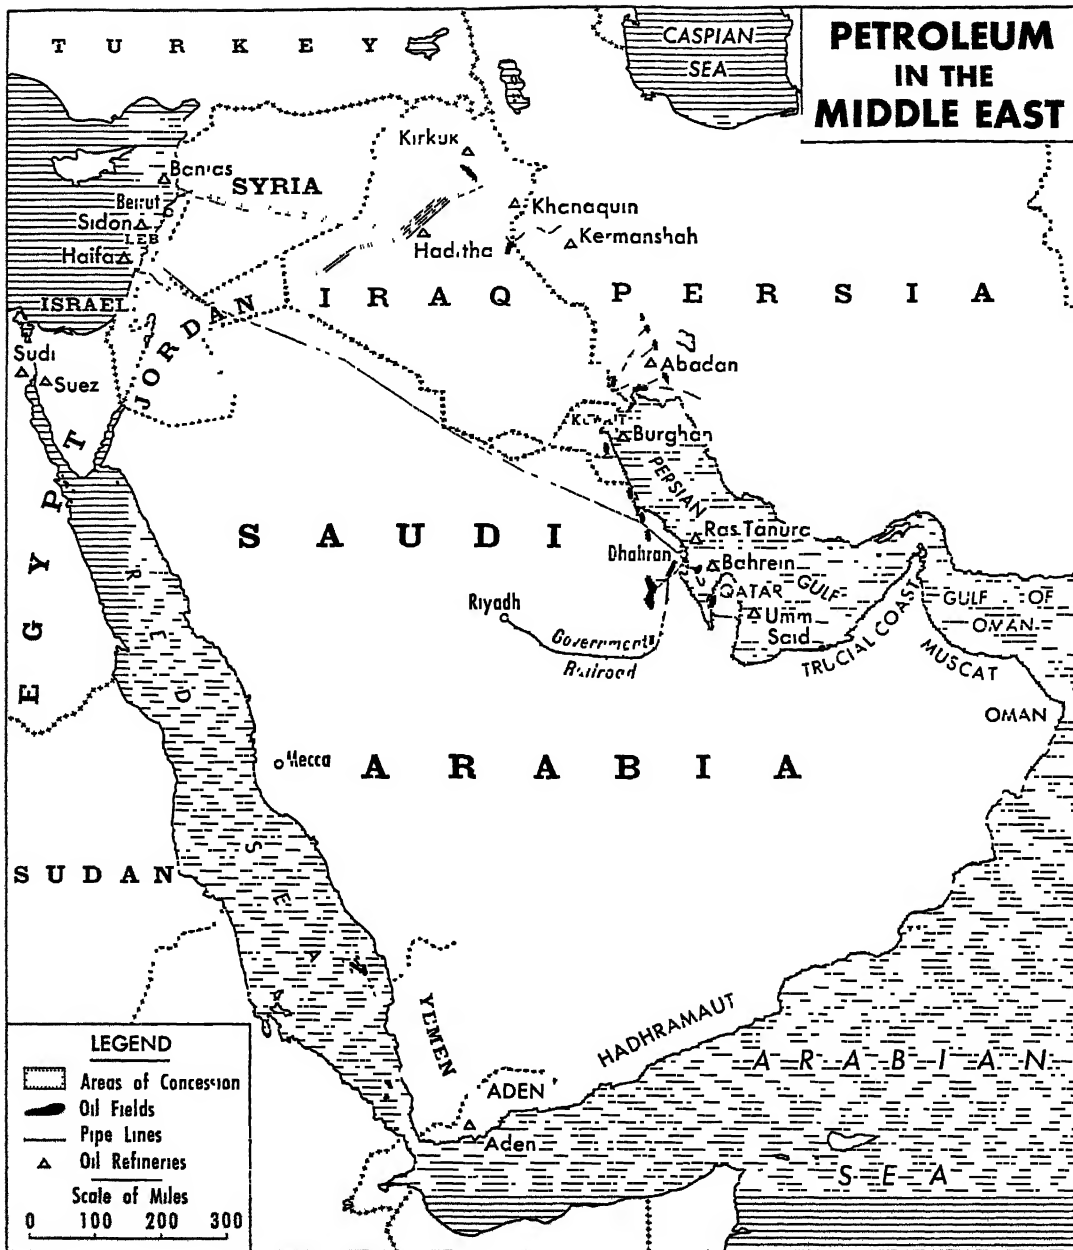 PETROLEUM
IN THE
MIDDLE EAST
TURKEY
CASPIAN
SEA
Kirkuk
Banias
SYRIA
Beirut
Khanaquin
Sidon
LEB
Haditha
Kermanshah
Haifa
ISRAEL
IRAQ
PERSIA
JORDAN
Sudi
Suez
Abadan
Burghan
PERSIAN
GULF
EGYPT
SAUDI
Ras Tanura
Dhahran
Bahrein
QATAR
GULF OF
OMAN
Riyadh
Umm
Said
Government
Railroad
TRUCIAL COAST
MUSCAT
OMAN
RED
SEA
Mecca
ARABIA
SUDAN
YEMEN
HADHRAMAUT
ARABIAN
SEA
ADEN
Aden
LEGEND
Areas of Concession
Oil Fields
Pipe Lines
Oil Refineries
Scale of Miles
0 100 200 300